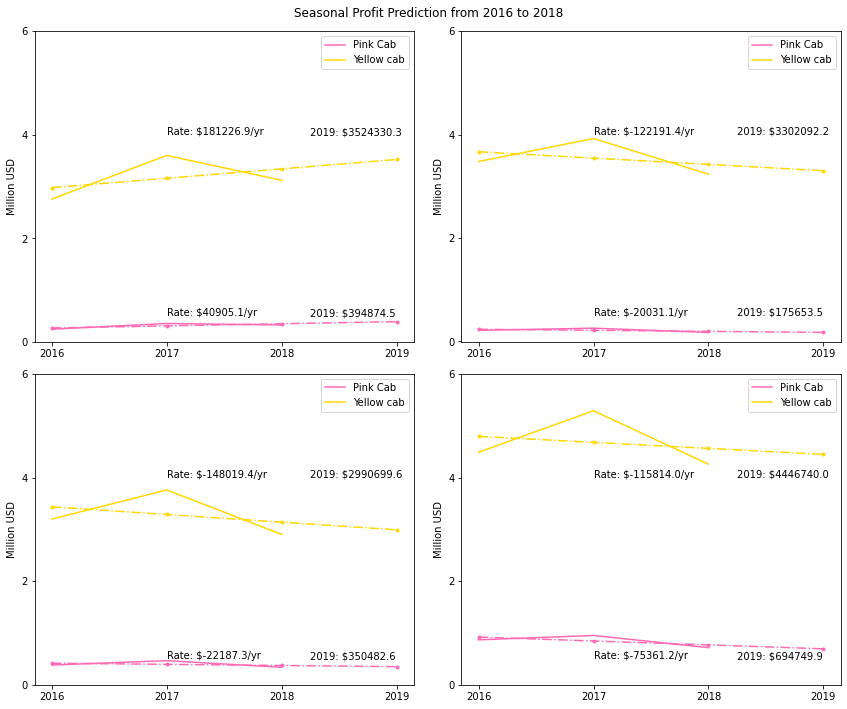 Seasonal Profit Prediction from 2016 to 2018
6
4
2
0
Million USD
Pink Cab
Yellow cab
Rate: $181226.9/yr
2019: $3524330.3
Rate: $40905.1/yr
2019: $394874.5
2016 2017 2018 2019
6
4
2
0
Million USD
Pink Cab
Yellow cab
Rate: $-122191.4/yr
2019: $3302092.2
Rate: $-20031.1/yr
2019: $175653.5
2016 2017 2018 2019
6
4
2
0
Million USD
Pink Cab
Yellow cab
Rate: $-148019.4/yr
2019: $2990699.6
Rate: $-22187.3/yr
2019: $350482.6
2016 2017 2018 2019
6
4
2
0
Million USD
Pink Cab
Yellow cab
Rate: $-115814.0/yr
2019: $4446740.0
Rate: $-75361.2/yr
2019: $694749.9
2016 2017 2018 2019